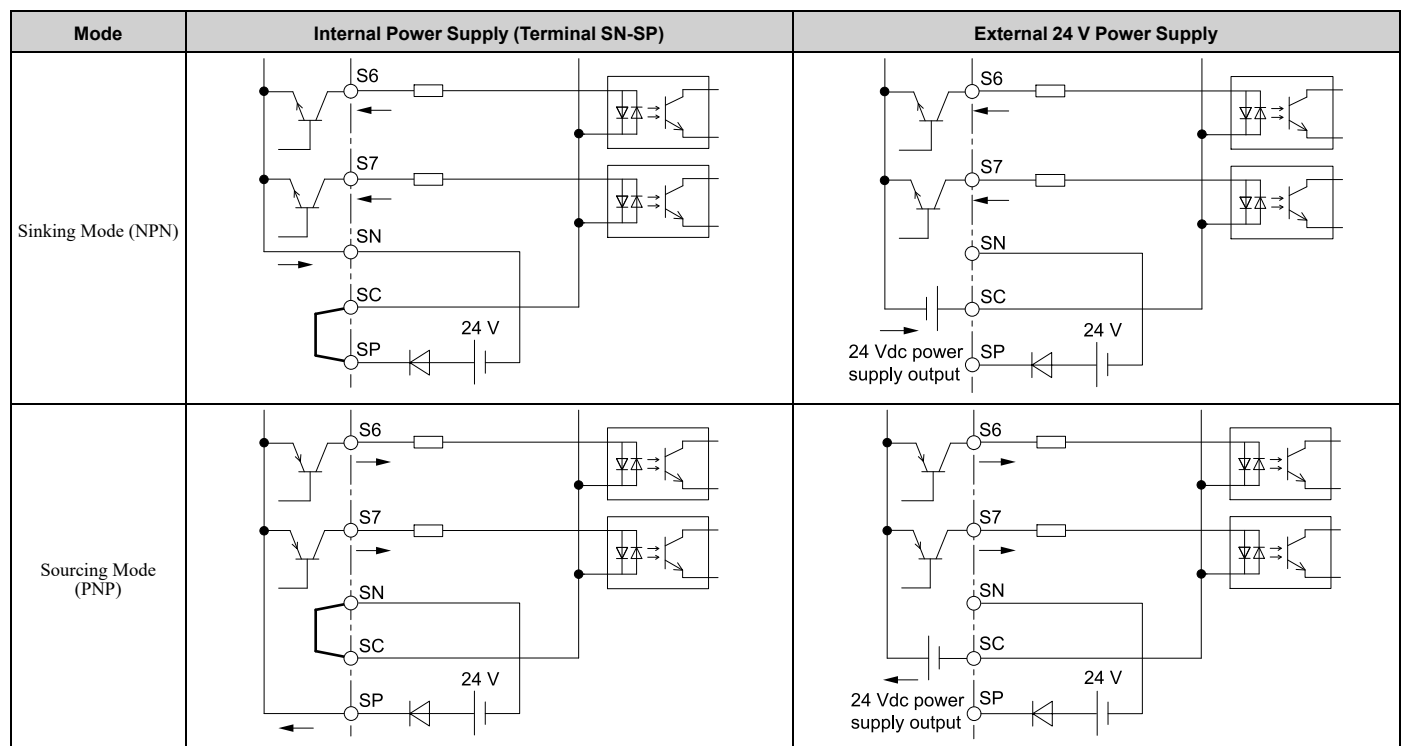 Mode
Internal Power Supply (Terminal SN-SP)
External 24 V Power Supply
Sinking Mode (NPN)
S6
S7
SN
SC
24 V
SP
S6
S7
SN
SC
24 V
24 Vdc power
supply output
SP
Sourcing Mode
(PNP)
S6
S7
SN
SC
24 V
SP
S6
S7
SN
SC
24 V
24 Vdc power
supply output
SP